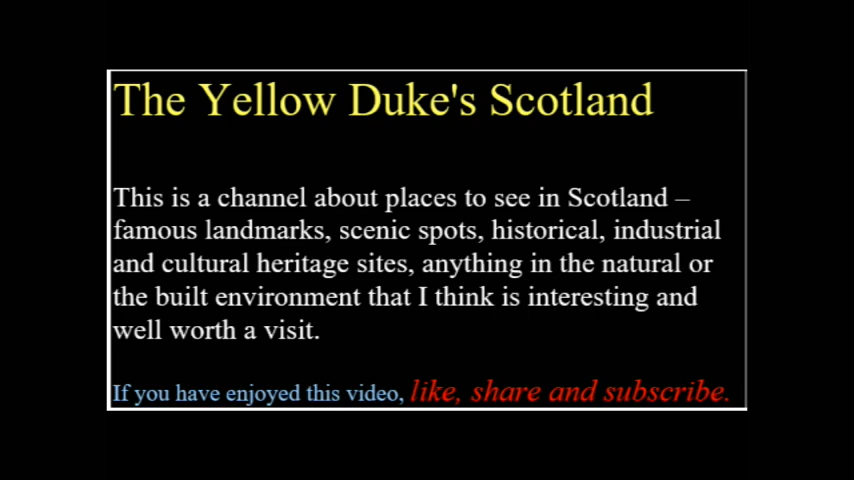 The Yellow Duke's Scotland
This is a channel about places to see in Scotland –
famous landmarks, scenic spots, historical, industrial
and cultural heritage sites, anything in the natural or
the built environment that I think is interesting and
well worth a visit.
If you have enjoyed this video, like, share and subscribe.